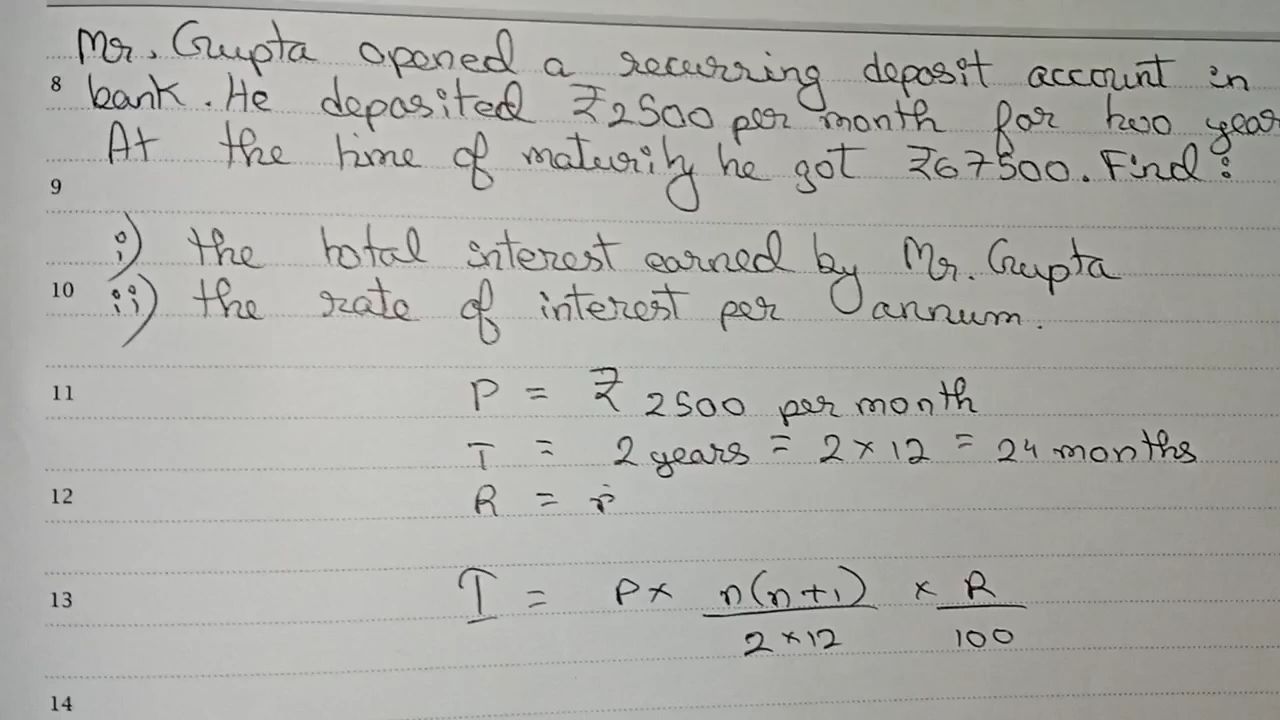 Mr. Gupta opened a recurring deposit account in
8 bank. He deposited ₹2500 per month for two year
At the time of maturity he got ₹67500. Find:
9
i) the total interest earned by Mr. Gupta
10 ii) the rate of interest per annum.
11 P = ₹ 2500 per month
T = 2 years = 2 × 12 = 24 months
12 R = r
13 I = P × n(n+1) / 2×12 × R / 100
14